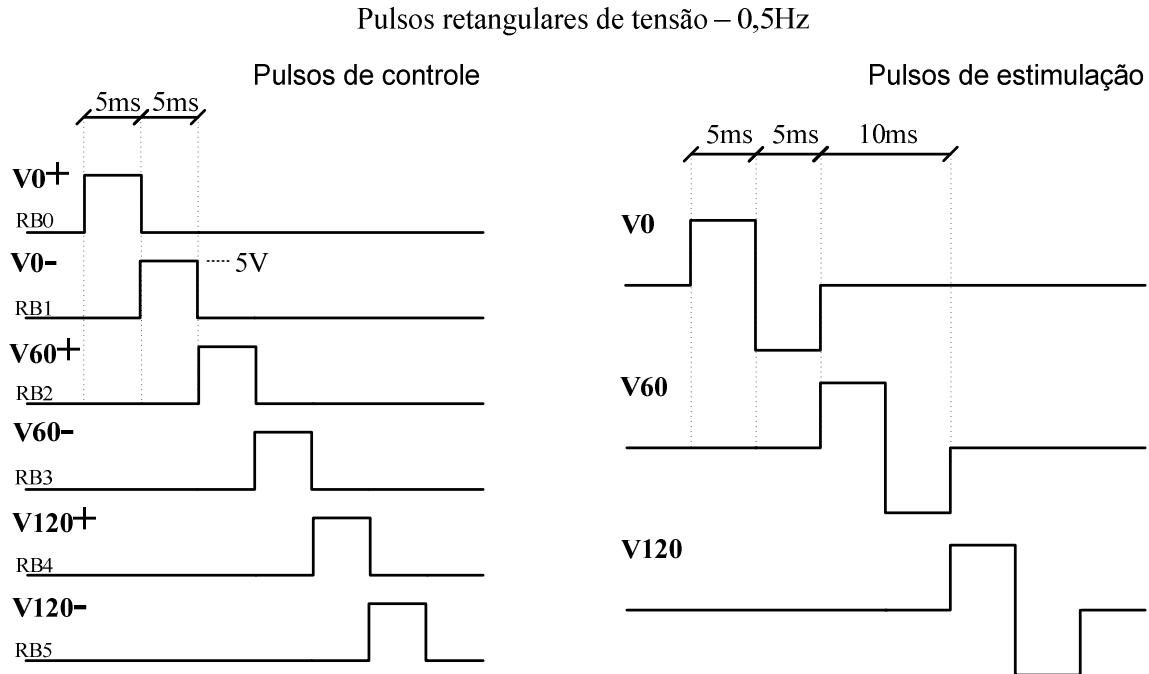 Pulsos retangulares de tensão – 0,5Hz
Pulsos de controle
5ms 5ms
V0+
RB0
V0-
5V
RB1
V60+
RB2
V60-
RB3
V120+
RB4
V120-
RB5
Pulsos de estimulação
5ms 5ms 10ms
V0
V60
V120